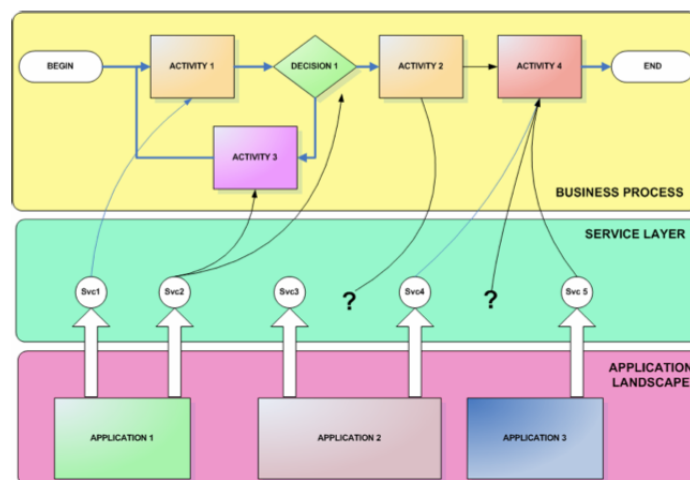 BEGIN
ACTIVITY 1
DECISION 1
ACTIVITY 2
ACTIVITY 4
END
ACTIVITY 3
BUSINESS PROCESS
SERVICE LAYER
Svc1
Svc2
Svc3
?
Svc4
?
Svc 5
APPLICATION
LANDSCAPE
APPLICATION 1
APPLICATION 2
APPLICATION 3